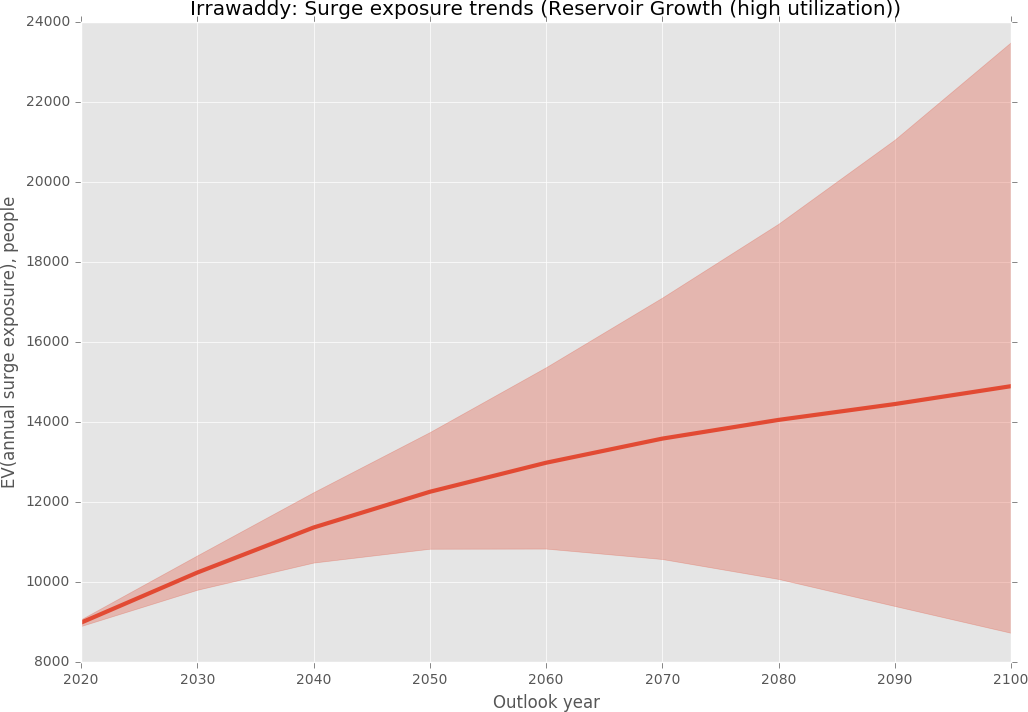 Irrawaddy: Surge exposure trends (Reservoir Growth (high utilization))
24000
22000
20000
18000
16000
14000
12000
10000
8000
EV(annual surge exposure), people
2020 2030 2040 2050 2060 2070 2080 2090 2100
Outlook year